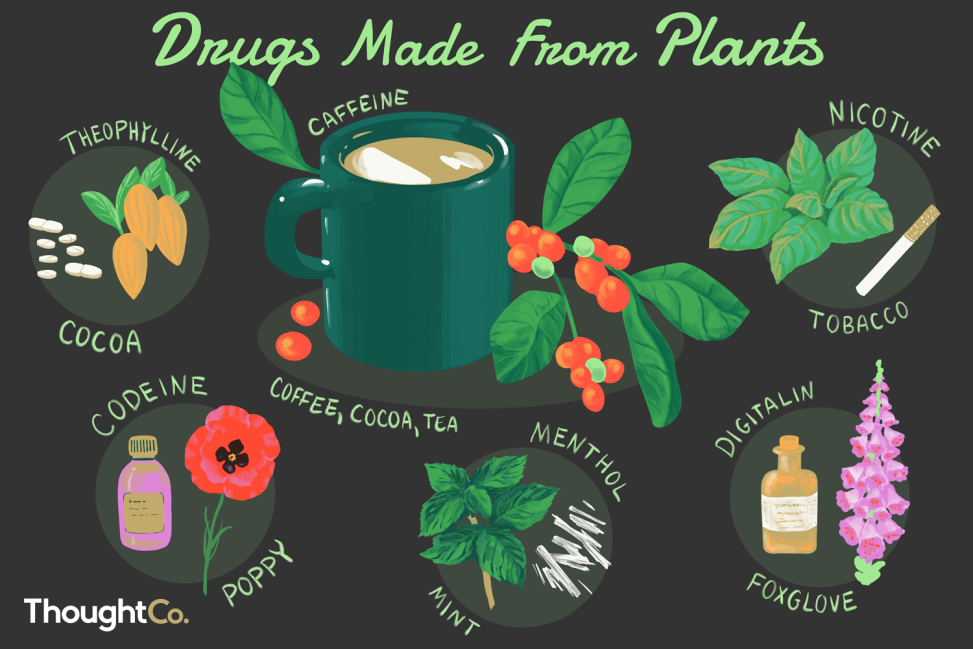 Drugs Made From Plants
THEOPHYLLINE
COCOA
CAFFEINE
COFFEE, COCOA, TEA
NICOTINE
TOBACCO
CODEINE
POPPY
MENTHOL
MINT
DIGITALIN
FOXGLOVE
ThoughtCo.